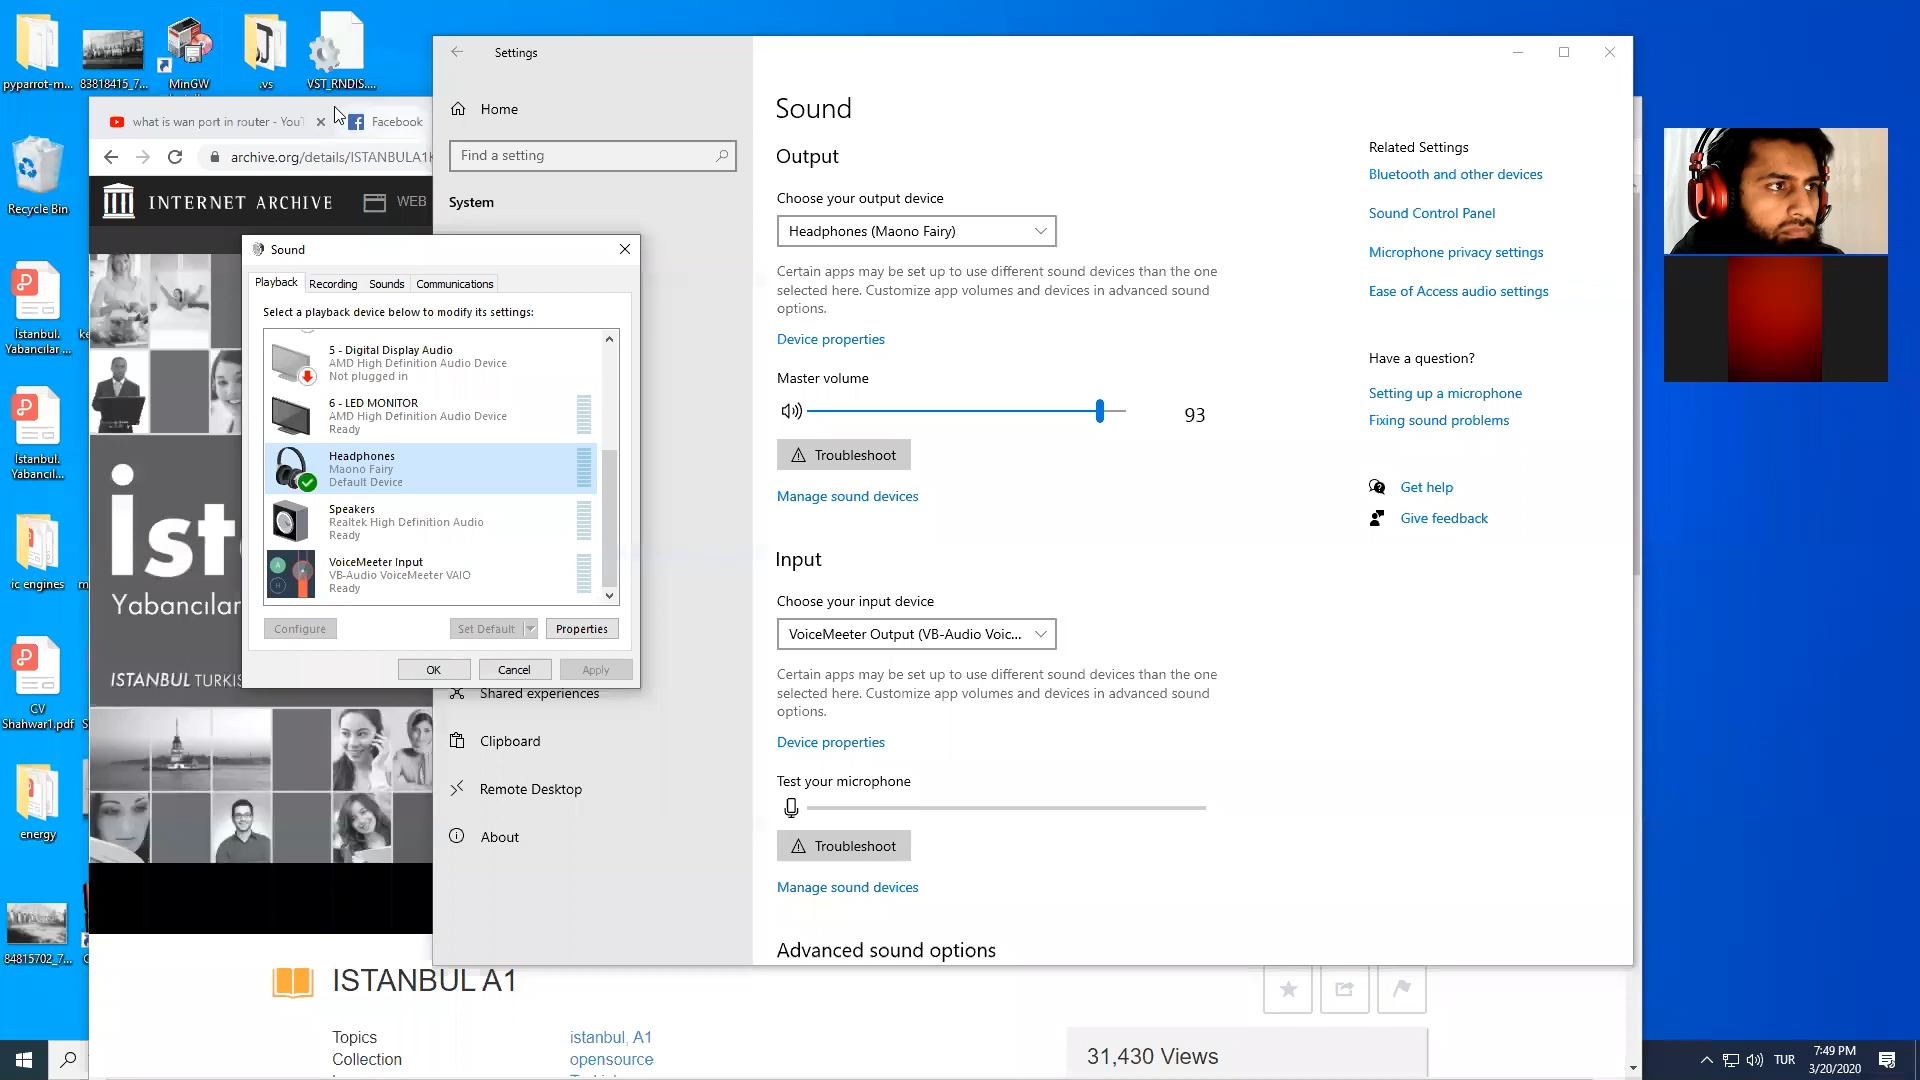 pyparrot-m...
83818415_7...
MinGW
.vs
VST_RNDIS....
what is wan port in router - YouT
Facebook
archive.org/details/ISTANBULA1K
INTERNET ARCHIVE
WEB
Recycle Bin
İstanbul.
Yabancılar ...
İstanbul.
Yabancıl...
ic engines
CV
Shahwar1.pdf
energy
84815702_7...
ist
Yabancılar
ISTANBUL TURKIS
Sound
Playback
Recording
Sounds
Communications
Select a playback device below to modify its settings:
5 - Digital Display Audio
AMD High Definition Audio Device
Not plugged in
6 - LED MONITOR
AMD High Definition Audio Device
Ready
Headphones
Maono Fairy
Default Device
Speakers
Realtek High Definition Audio
Ready
VoiceMeeter Input
VB-Audio VoiceMeeter VAIO
Ready
Configure
Set Default
Properties
OK
Cancel
Apply
Settings
Home
Find a setting
System
Shared experiences
Clipboard
Remote Desktop
About
Sound
Output
Choose your output device
Headphones (Maono Fairy)
Certain apps may be set up to use different sound devices than the one
selected here. Customize app volumes and devices in advanced sound
options.
Device properties
Master volume
93
Troubleshoot
Manage sound devices
Input
Choose your input device
VoiceMeeter Output (VB-Audio Voic...
Certain apps may be set up to use different sound devices than the one
selected here. Customize app volumes and devices in advanced sound
options.
Device properties
Test your microphone
Troubleshoot
Manage sound devices
Advanced sound options
Related Settings
Bluetooth and other devices
Sound Control Panel
Microphone privacy settings
Ease of Access audio settings
Have a question?
Setting up a microphone
Fixing sound problems
Get help
Give feedback
ISTANBUL A1
Topics
istanbul, A1
Collection
opensource
31,430 Views
TUR
7:49 PM
3/20/2020